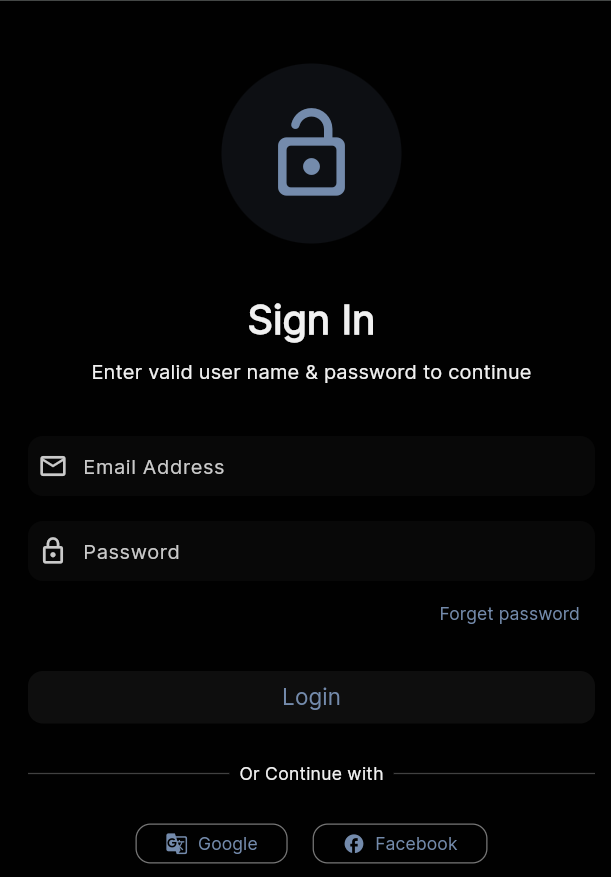 Sign In
Enter valid user name & password to continue
Email Address
Password
Forget password
Login
Or Continue with
Google Facebook